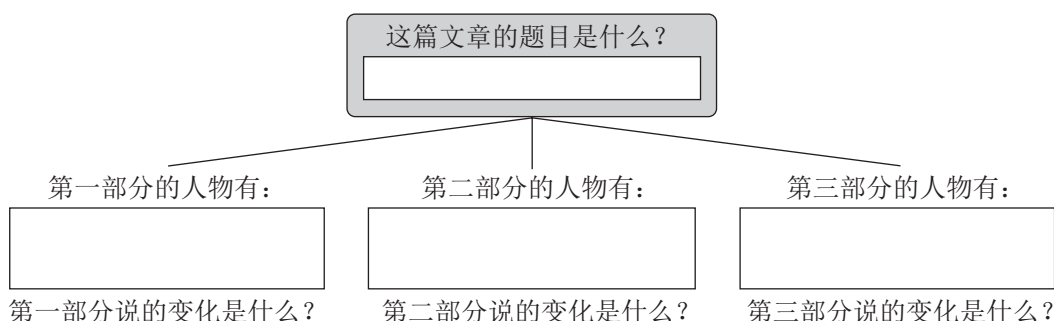 这篇文章的题目是什么？
第一部分的人物有： 第二部分的人物有： 第三部分的人物有：
第一部分说的变化是什么？ 第二部分说的变化是什么？ 第三部分说的变化是什么？